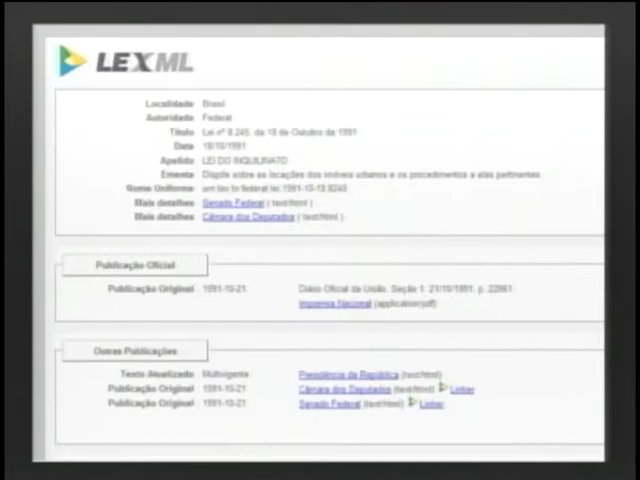 LEXML
Localidade Brasil
Autoridade Federal
Título Lei nº 8.245, de 18 de Outubro de 1991
Data 18/10/1991
Apelido LEI DO INQUILINATO
Ementa Dispõe sobre as locações dos imóveis urbanos e os procedimentos a elas pertinentes.
Nome Uniforme urn:lex:br:federal:lei:1991-10-18;8245
Mais detalhes Senado Federal ( text/html )
Mais detalhes Câmara dos Deputados ( text/html )
Publicação Oficial
Publicação Original 1991-10-21 Diário Oficial da União. Seção 1. 21/10/1991. p. 22961
Imprensa Nacional (application/pdf)
Outras Publicações
Texto Atualizado Multivigente Presidência da República (text/html)
Publicação Original 1991-10-21 Câmara dos Deputados (text/html) Linker
Publicação Original 1991-10-21 Senado Federal (text/html) Linker